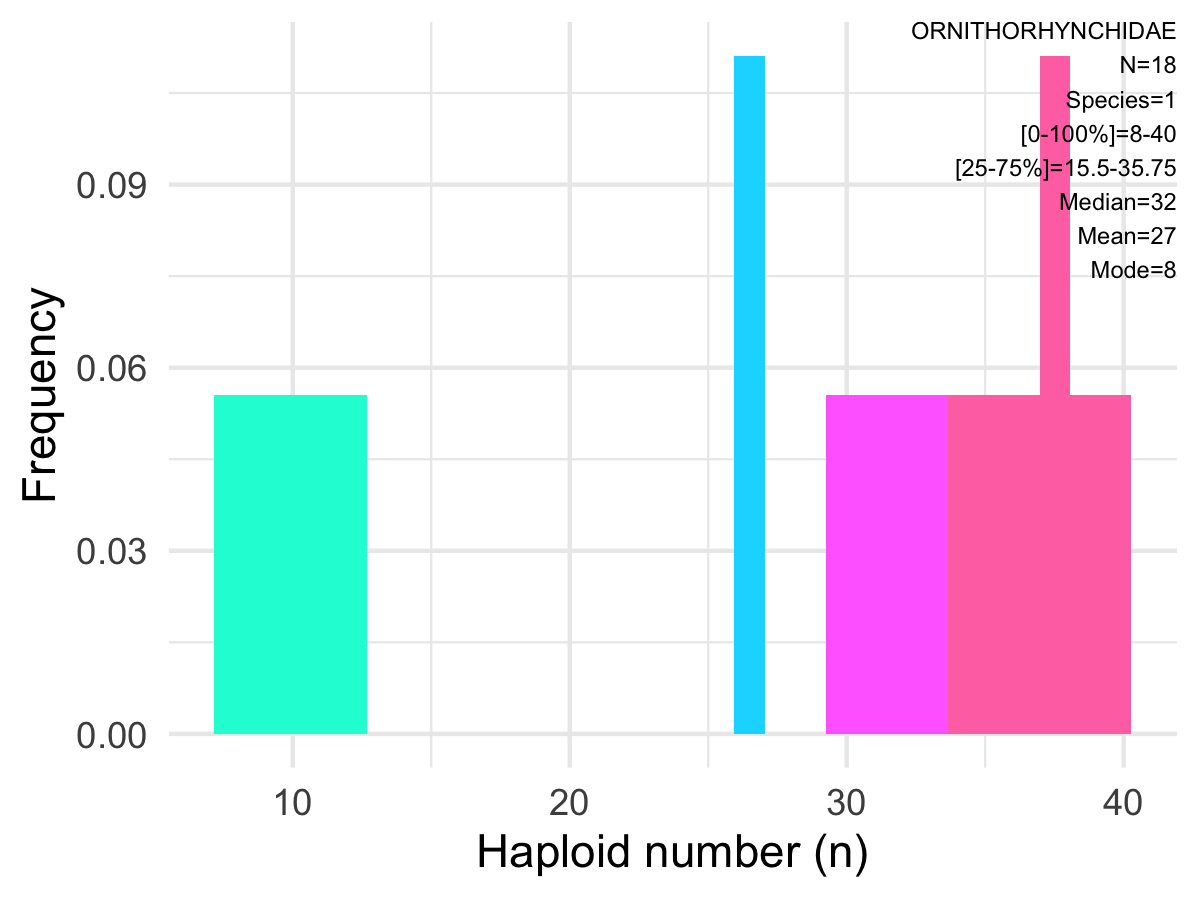 ORNITHORHYNCHIDAE
N=18
Species=1
[0-100%]=8-40
[25-75%]=15.5-35.75
Median=32
Mean=27
Mode=8
Frequency
0.09
0.06
0.03
0.00
10 20 30 40
Haploid number (n)